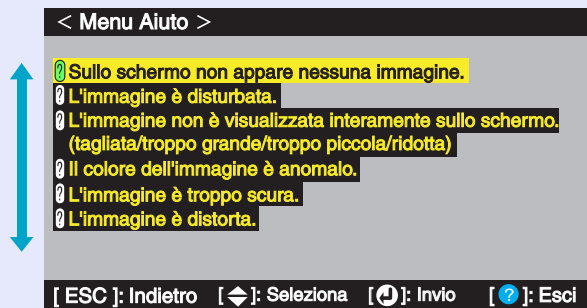 < Menu Aiuto >
? Sullo schermo non appare nessuna immagine.
? L'immagine è disturbata.
? L'immagine non è visualizzata interamente sullo schermo.
(tagliata/troppo grande/troppo piccola/ridotta)
? Il colore dell'immagine è anomalo.
? L'immagine è troppo scura.
? L'immagine è distorta.
[ ESC ]: Indietro [ ]: Seleziona [ ]: Invio [ ? ]: Esci